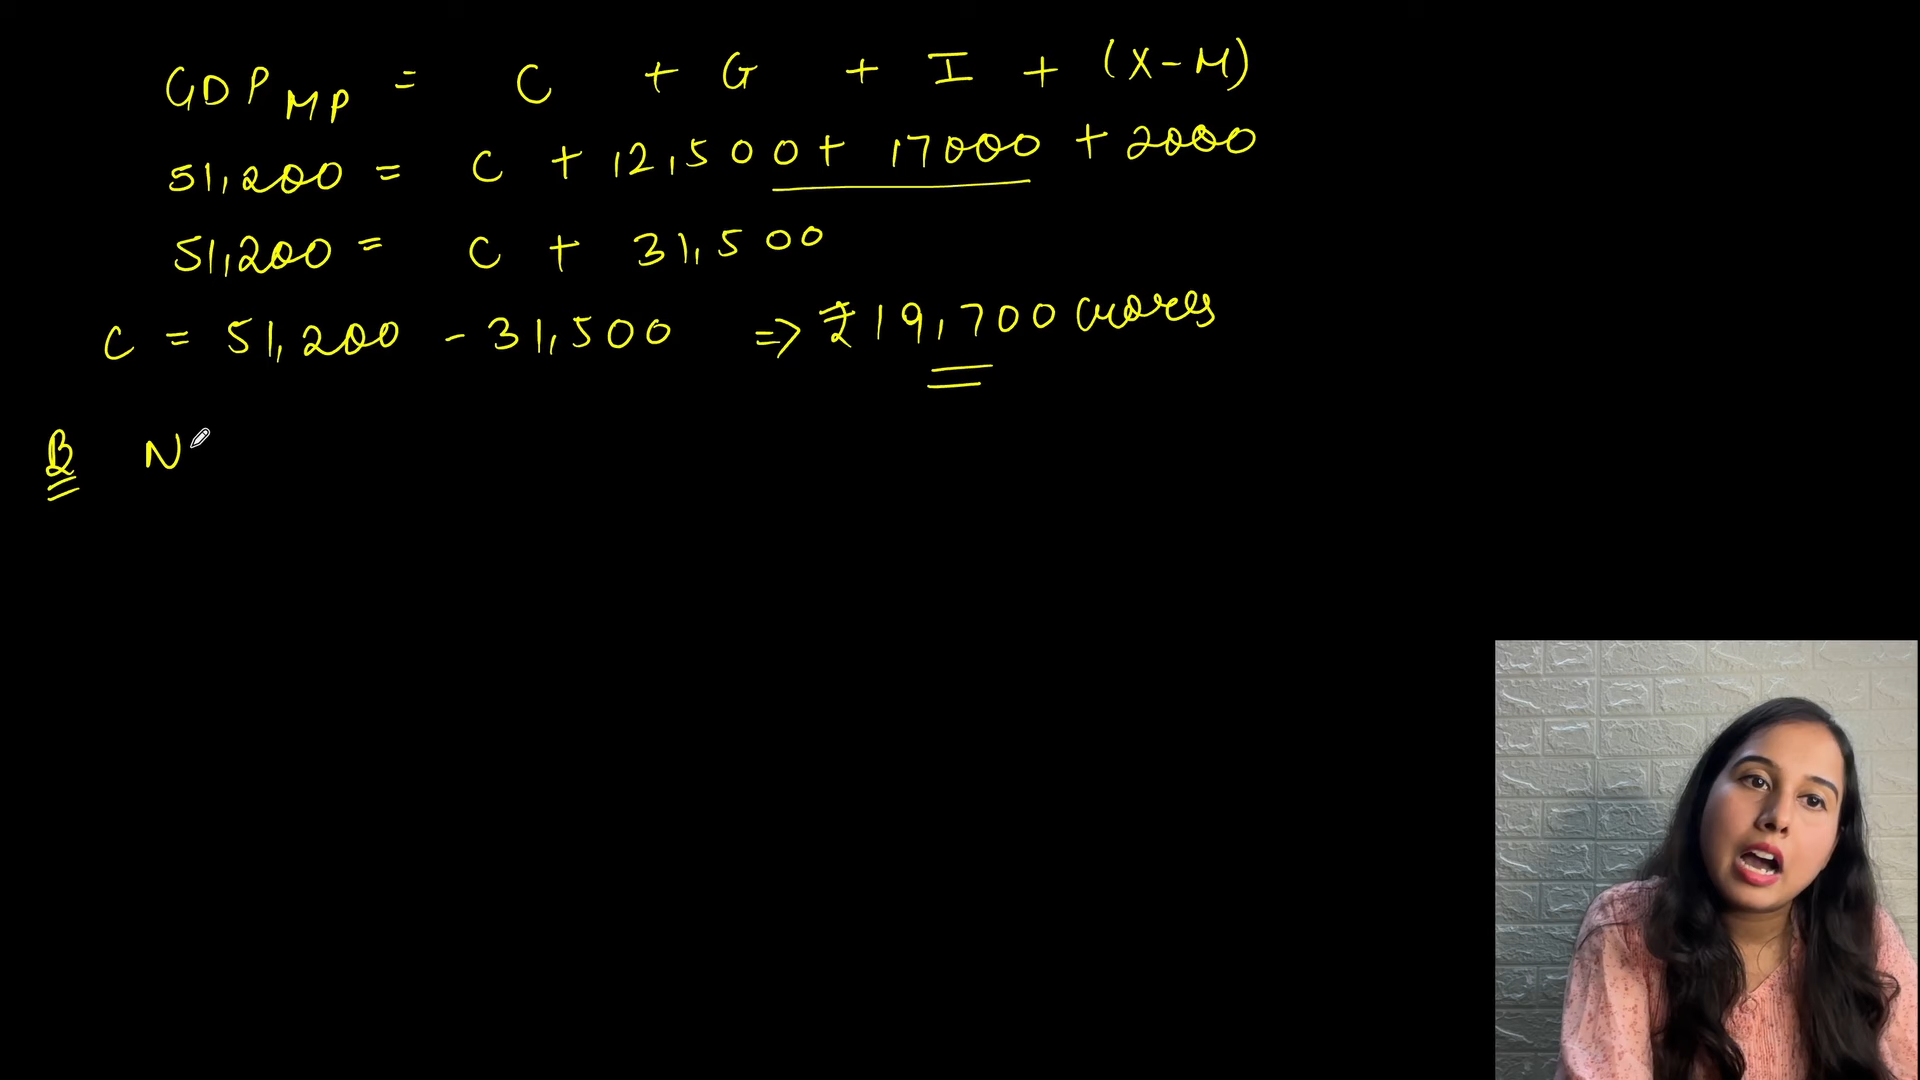 GDP MP = C + G + I + (X-M)
51,200 = C + 12,500 + 17000 + 2000
51,200 = C + 31,500
C = 51,200 - 31,500 => ₹19,700 crores
B N